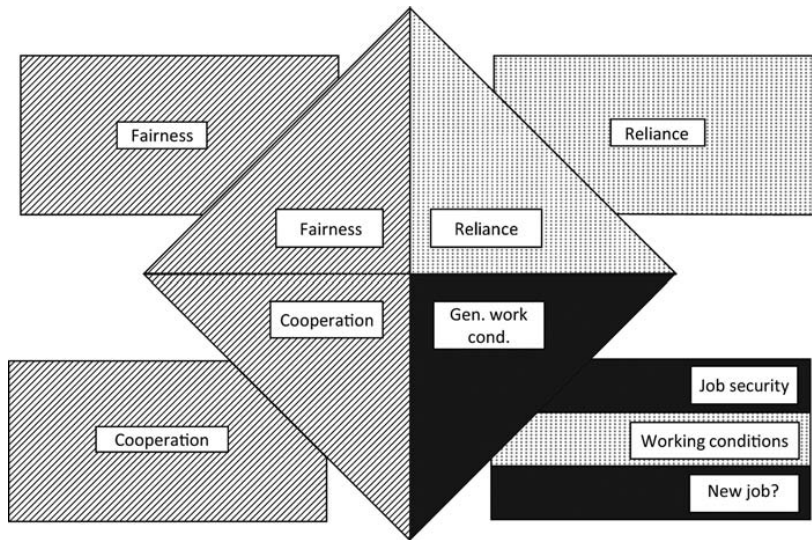 Fairness
Reliance
Fairness
Reliance
Cooperation
Gen. work
cond.
Cooperation
Job security
Working conditions
New job?